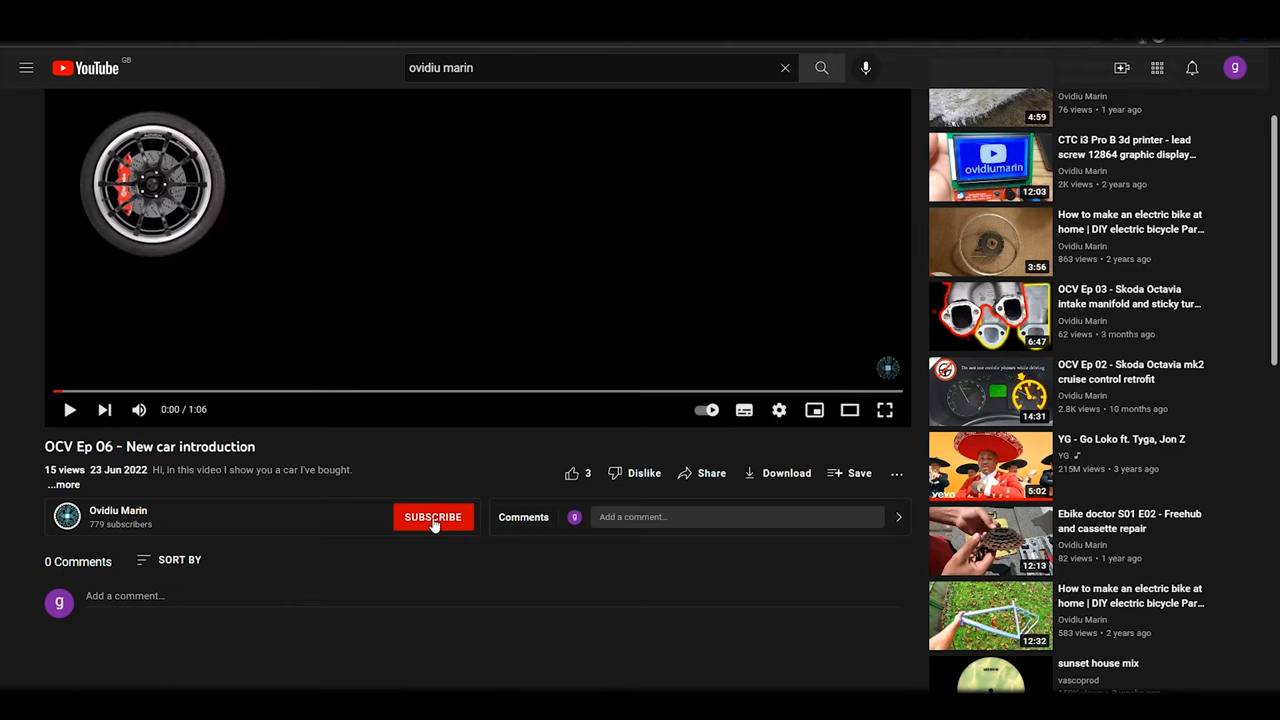 YouTube GB
ovidiu marin
g
0:00 / 1:06
OCV Ep 06 - New car introduction
15 views 23 Jun 2022 Hi, in this video I show you a car I've bought.
...more
3
Dislike
Share
Download
Save
Ovidiu Marin
779 subscribers
SUBSCRIBE
Comments
g
Add a comment...
0 Comments
SORT BY
g
Add a comment...
Ovidiu Marin
76 views • 1 year ago
4:59
ovidiumarin
12:03
CTC i3 Pro B 3d printer - lead
screw 12864 graphic display...
Ovidiu Marin
2K views • 2 years ago
3:56
How to make an electric bike at
home | DIY electric bicycle Par...
Ovidiu Marin
863 views • 2 years ago
6:47
OCV Ep 03 - Skoda Octavia
intake manifold and sticky tur...
Ovidiu Marin
62 views • 3 months ago
Do not use mobile phones while driving
14:31
OCV Ep 02 - Skoda Octavia mk2
cruise control retrofit
Ovidiu Marin
2.8K views • 10 months ago
vevo
5:02
YG - Go Loko ft. Tyga, Jon Z
YG
215M views • 3 years ago
12:13
Ebike doctor S01 E02 - Freehub
and cassette repair
Ovidiu Marin
82 views • 1 year ago
12:32
How to make an electric bike at
home | DIY electric bicycle Par...
Ovidiu Marin
583 views • 2 years ago
sunset house mix
vascoprod